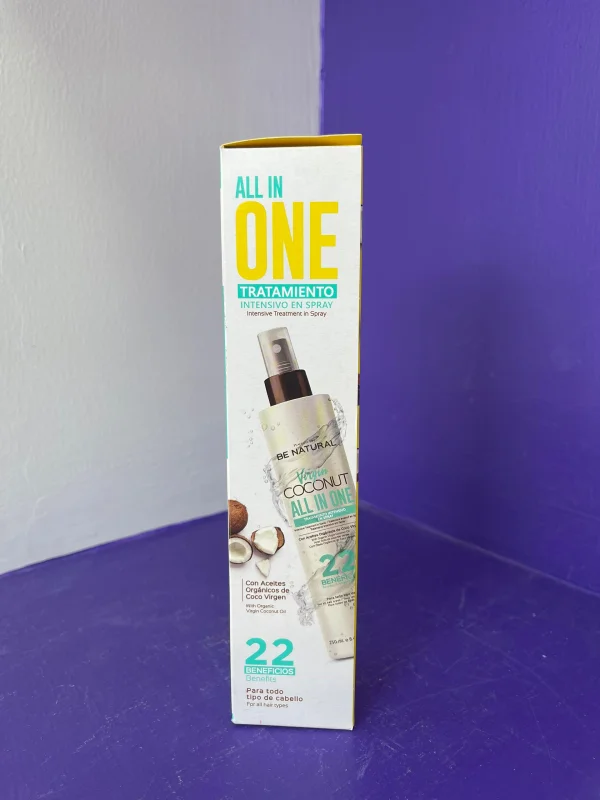 ALL IN
ONE
TRATAMIENTO
INTENSIVO EN SPRAY
Intensive Treatment in Spray
BE NATURAL
Virgin
COCONUT
ALL IN ONE
22
BENEFICI
Con Aceites
Orgánicos de
Coco Virgen
With Organic
Virgin Coconut Oil
22
BENEFICIOS
Benefits
Para todo
tipo de cabello
For all hair types